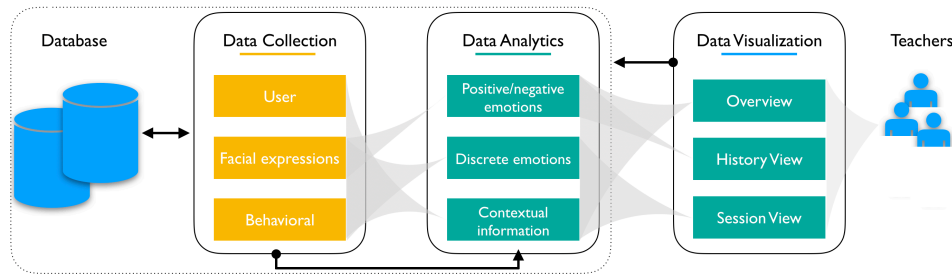 Database
Data Collection
User
Facial expressions
Behavioral
Data Analytics
Positive/negative
emotions
Discrete emotions
Contextual
information
Data Visualization
Overview
History View
Session View
Teachers